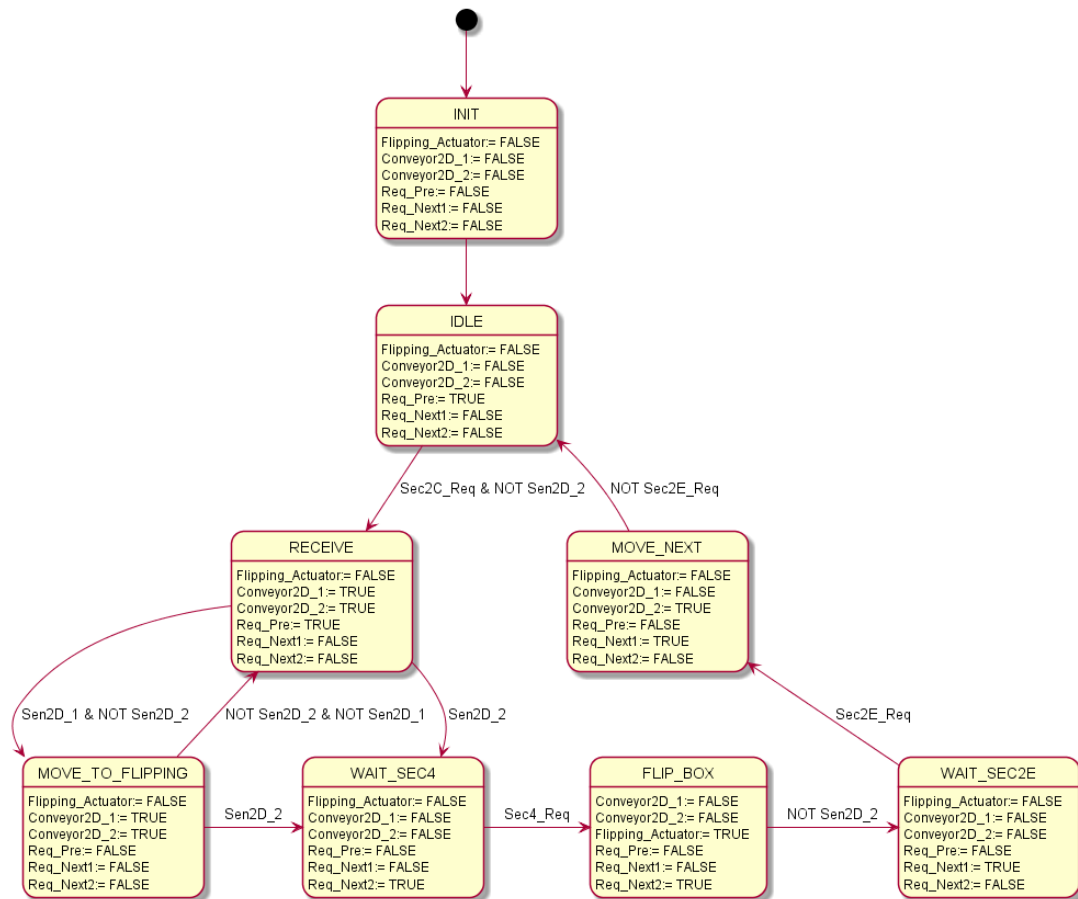 INIT
Flipping_Actuator:= FALSE
Conveyor2D_1:= FALSE
Conveyor2D_2:= FALSE
Req_Pre:= FALSE
Req_Next1:= FALSE
Req_Next2:= FALSE
IDLE
Flipping_Actuator:= FALSE
Conveyor2D_1:= FALSE
Conveyor2D_2:= FALSE
Req_Pre:= TRUE
Req_Next1:= FALSE
Req_Next2:= FALSE
Sec2C_Req & NOT Sen2D_2
NOT Sec2E_Req
RECEIVE
Flipping_Actuator:= FALSE
Conveyor2D_1:= TRUE
Conveyor2D_2:= TRUE
Req_Pre:= TRUE
Req_Next1:= FALSE
Req_Next2:= FALSE
MOVE_NEXT
Flipping_Actuator:= FALSE
Conveyor2D_1:= FALSE
Conveyor2D_2:= TRUE
Req_Pre:= FALSE
Req_Next1:= TRUE
Req_Next2:= FALSE
Sen2D_1 & NOT Sen2D_2
NOT Sen2D_2 & NOT Sen2D_1
Sen2D_2
Sec2E_Req
MOVE_TO_FLIPPING
Flipping_Actuator:= FALSE
Conveyor2D_1:= TRUE
Conveyor2D_2:= TRUE
Req_Pre:= FALSE
Req_Next1:= FALSE
Req_Next2:= FALSE
Sen2D_2
WAIT_SEC4
Flipping_Actuator:= FALSE
Conveyor2D_1:= FALSE
Conveyor2D_2:= FALSE
Req_Pre:= FALSE
Req_Next1:= FALSE
Req_Next2:= TRUE
Sec4_Req
FLIP_BOX
Conveyor2D_1:= FALSE
Conveyor2D_2:= FALSE
Flipping_Actuator:= TRUE
Req_Pre:= FALSE
Req_Next1:= FALSE
Req_Next2:= TRUE
NOT Sen2D_2
WAIT_SEC2E
Flipping_Actuator:= FALSE
Conveyor2D_1:= FALSE
Conveyor2D_2:= FALSE
Req_Pre:= FALSE
Req_Next1:= TRUE
Req_Next2:= FALSE